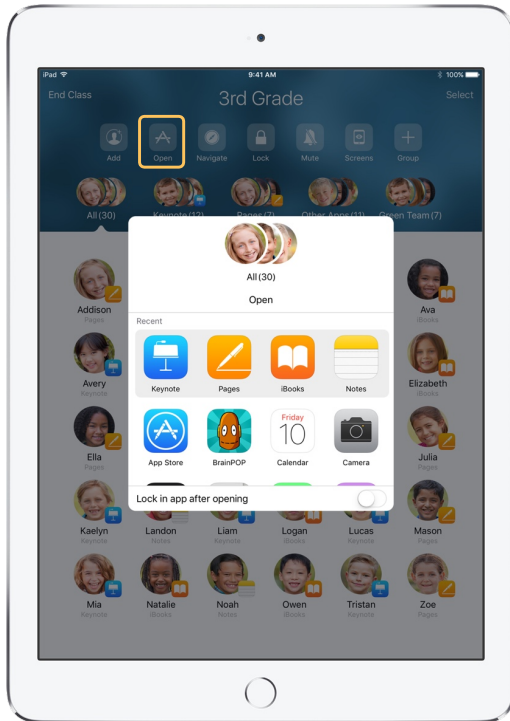 iPad 9:41 AM 100%
End Class 3rd Grade Select
Add Open Navigate Lock Mute Screens Group
All (30) Keynote (12) Pages (7) Other Apps (11) Green Team (7)
All (30)
Open
Recent
Keynote Pages iBooks Notes
Friday
10
App Store BrainPOP Calendar Camera
Lock in app after opening
Addison Ava
Pages iBooks
Avery Elizabeth
Keynote iBooks
Ella Julia
Pages Pages
Kaelyn Landon Liam Logan Lucas Mason
Keynote Notes Keynote iBooks Keynote Pages
Mia Natalie Noah Owen Tristan Zoe
Keynote iBooks Notes iBooks Keynote Pages